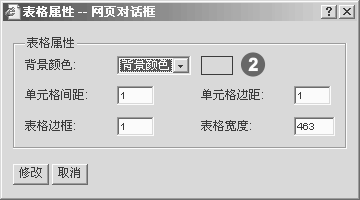 表格属性 -- 网页对话框 ? ×
表格属性
背景颜色: 背景颜色 2
单元格间距: 1 单元格边距: 1
表格边框: 1 表格宽度: 463
修改 取消